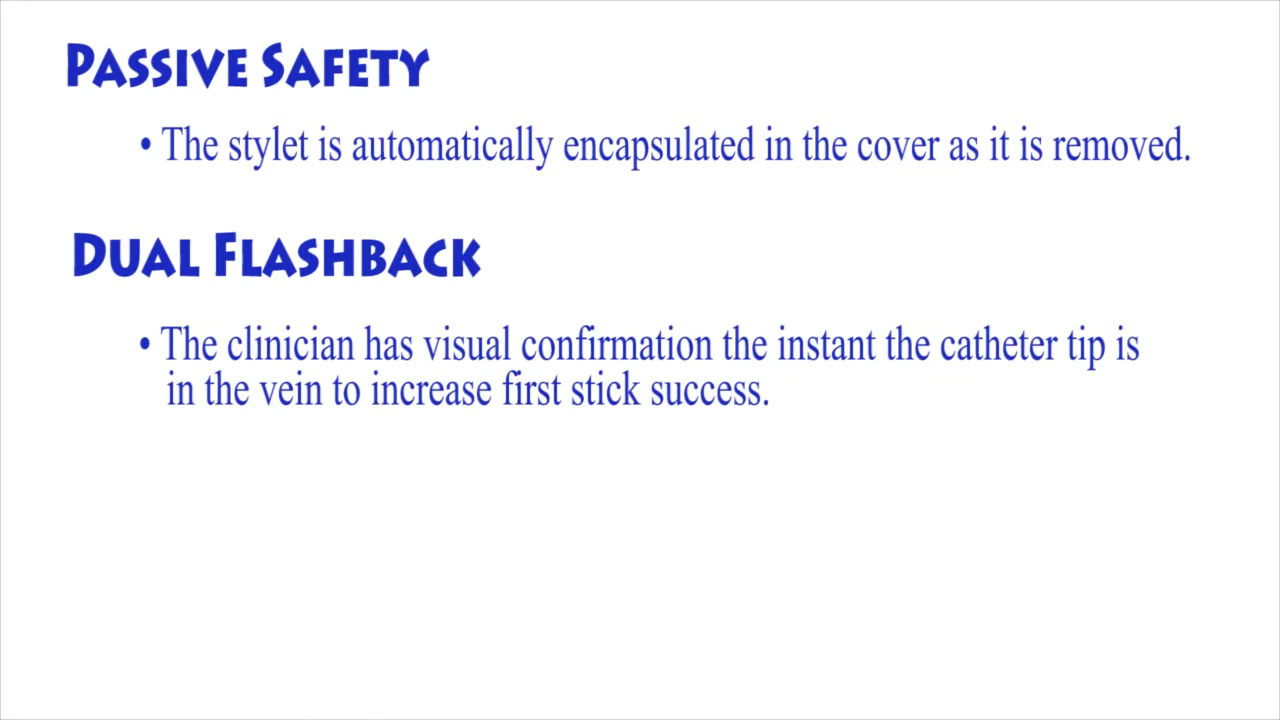 PASSIVE SAFETY
• The stylet is automatically encapsulated in the cover as it is removed.
DUAL FLASHBACK
• The clinician has visual confirmation the instant the catheter tip is
in the vein to increase first stick success.